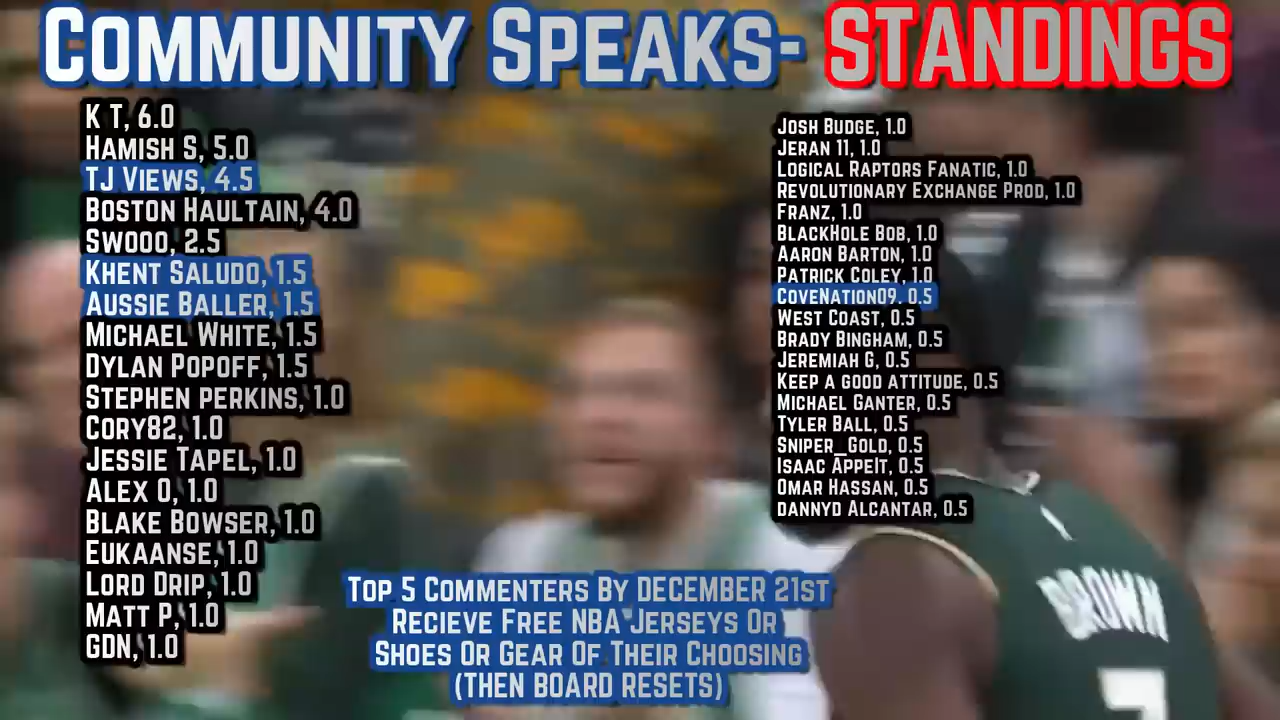 Community Speaks- STANDINGS
K T, 6.0
Hamish S, 5.0
TJ Views, 4.5
Boston Haultain, 4.0
Swooo, 2.5
Khent Saludo, 1.5
Aussie Baller, 1.5
Michael White, 1.5
Dylan Popoff, 1.5
Stephen perkins, 1.0
Cory82, 1.0
Jessie Tapel, 1.0
Alex O, 1.0
Blake Bowser, 1.0
Eukaanse, 1.0
Lord Drip, 1.0
Matt P, 1.0
GDN, 1.0
Josh Budge, 1.0
Jeran 11, 1.0
Logical Raptors Fanatic, 1.0
Revolutionary Exchange Prod, 1.0
Franz, 1.0
BlackHole Bob, 1.0
Aaron Barton, 1.0
Patrick Coley, 1.0
CoveNation09. 0.5
West Coast, 0.5
Brady Bingham, 0.5
Jeremiah G, 0.5
Keep a good attitude, 0.5
Michael Ganter, 0.5
Tyler Ball, 0.5
Sniper_Gold, 0.5
Isaac Äppelt, 0.5
Omar Hassan, 0.5
dannyd Alcantar, 0.5
Top 5 Commenters By DECEMBER 21st
Recieve Free NBA Jerseys Or
Shoes Or Gear Of Their Choosing
(THEN BOARD RESETS)
BROWN
7